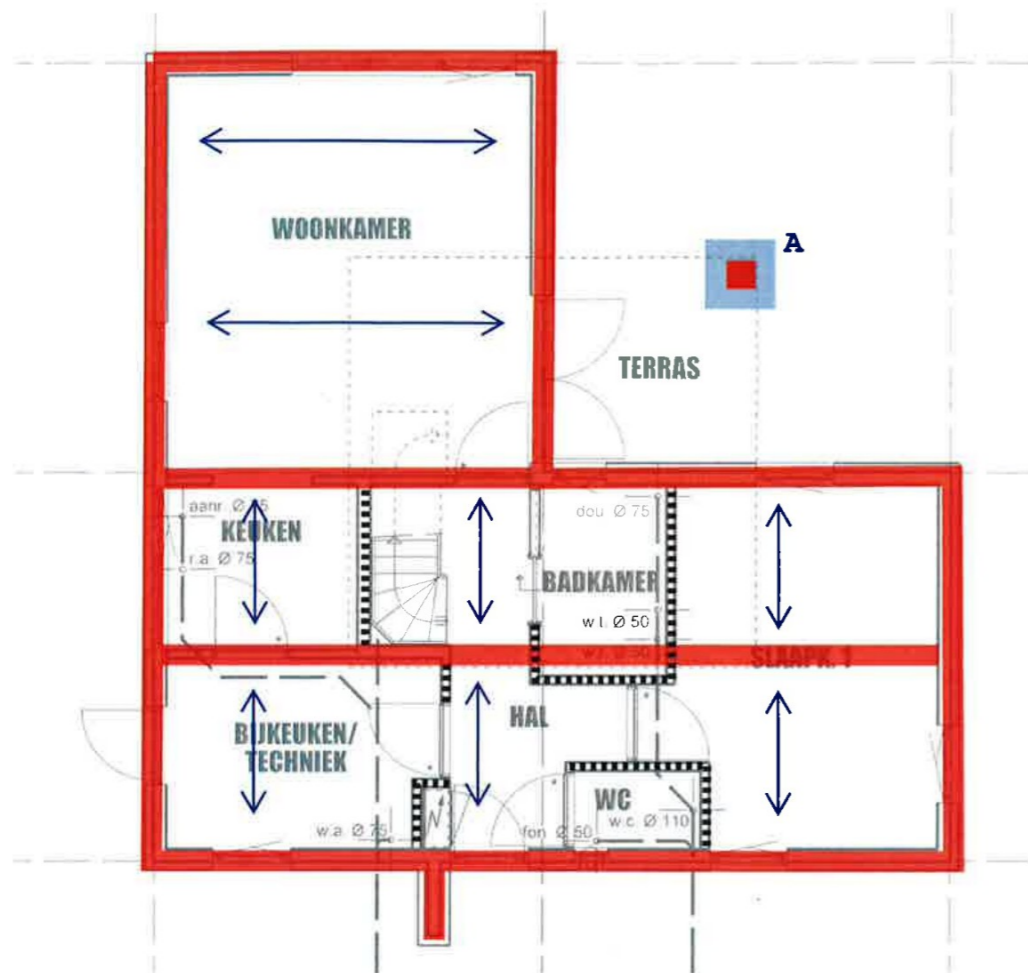 WOONKAMER
A
TERRAS
aanr. Ø 75
dou. Ø 75
KEUKEN
r.a. Ø 75
BADKAMER
w.t. Ø 50
SLAAPK. 1
HAL
BIJKEUKEN/
TECHNIEK
WC
w.c. Ø 110
w.a. Ø 75
fon. Ø 50